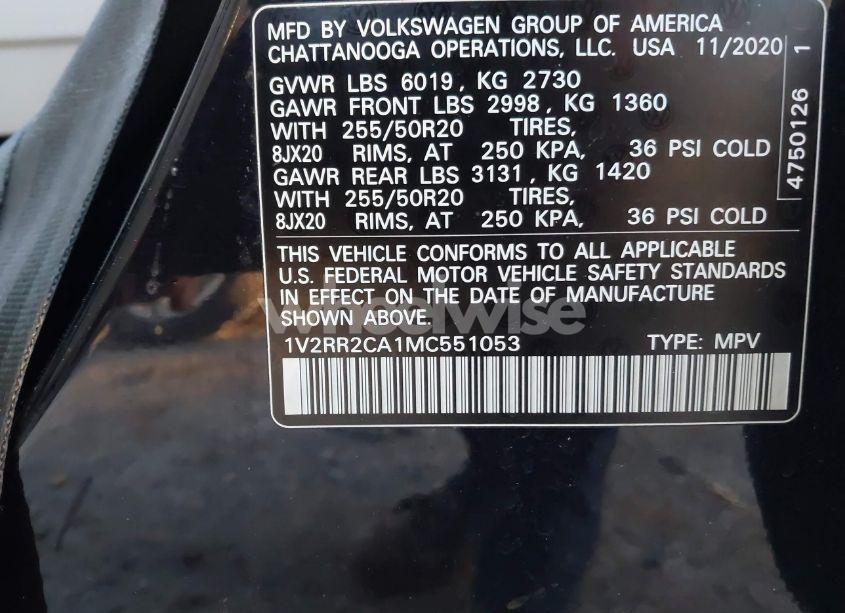 MFD BY VOLKSWAGEN GROUP OF AMERICA
CHATTANOOGA OPERATIONS, LLC. USA 11/2020
GVWR LBS 6019, KG 2730
GAWR FRONT LBS 2998, KG 1360
WITH 255/50R20 TIRES,
8JX20 RIMS, AT 250 KPA, 36 PSI COLD
GAWR REAR LBS 3131, KG 1420
WITH 255/50R20 TIRES,
8JX20 RIMS, AT 250 KPA, 36 PSI COLD
4750126 1
THIS VEHICLE CONFORMS TO ALL APPLICABLE
U.S. FEDERAL MOTOR VEHICLE SAFETY STANDARDS
IN EFFECT ON THE DATE OF MANUFACTURE
SHOWN ABOVE.
wheelwise
1V2RR2CA1MC551053 TYPE: MPV